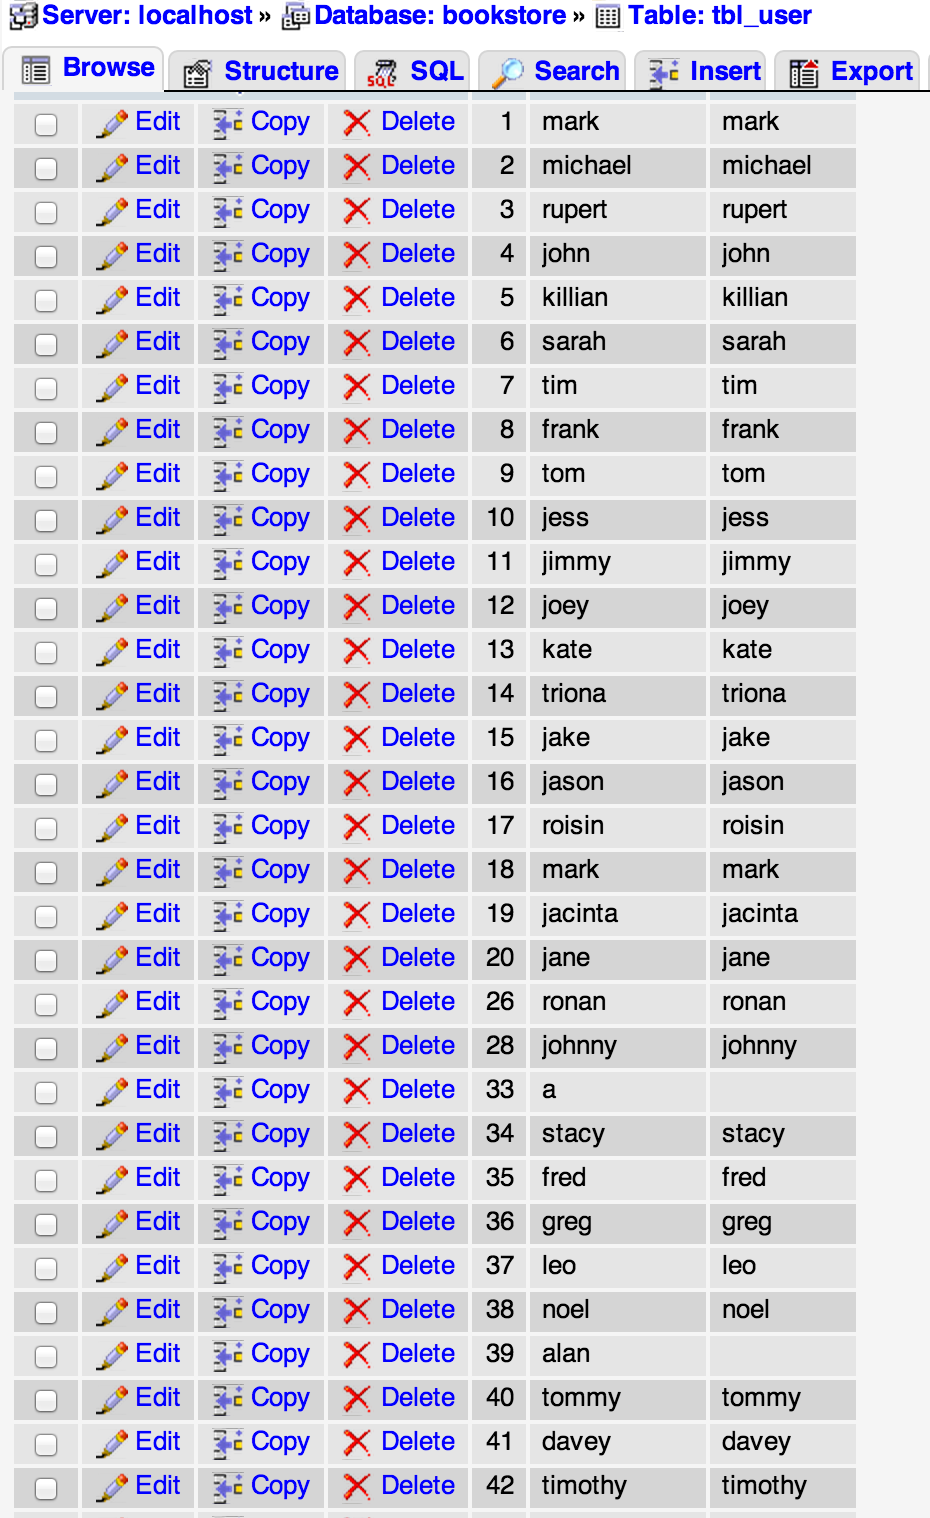 Server: localhost » Database: bookstore » Table: tbl_user
Browse Structure SQL Search Insert Export
Edit Copy Delete 1 mark mark
Edit Copy Delete 2 michael michael
Edit Copy Delete 3 rupert rupert
Edit Copy Delete 4 john john
Edit Copy Delete 5 killian killian
Edit Copy Delete 6 sarah sarah
Edit Copy Delete 7 tim tim
Edit Copy Delete 8 frank frank
Edit Copy Delete 9 tom tom
Edit Copy Delete 10 jess jess
Edit Copy Delete 11 jimmy jimmy
Edit Copy Delete 12 joey joey
Edit Copy Delete 13 kate kate
Edit Copy Delete 14 triona triona
Edit Copy Delete 15 jake jake
Edit Copy Delete 16 jason jason
Edit Copy Delete 17 roisin roisin
Edit Copy Delete 18 mark mark
Edit Copy Delete 19 jacinta jacinta
Edit Copy Delete 20 jane jane
Edit Copy Delete 26 ronan ronan
Edit Copy Delete 28 johnny johnny
Edit Copy Delete 33 a
Edit Copy Delete 34 stacy stacy
Edit Copy Delete 35 fred fred
Edit Copy Delete 36 greg greg
Edit Copy Delete 37 leo leo
Edit Copy Delete 38 noel noel
Edit Copy Delete 39 alan
Edit Copy Delete 40 tommy tommy
Edit Copy Delete 41 davey davey
Edit Copy Delete 42 timothy timothy